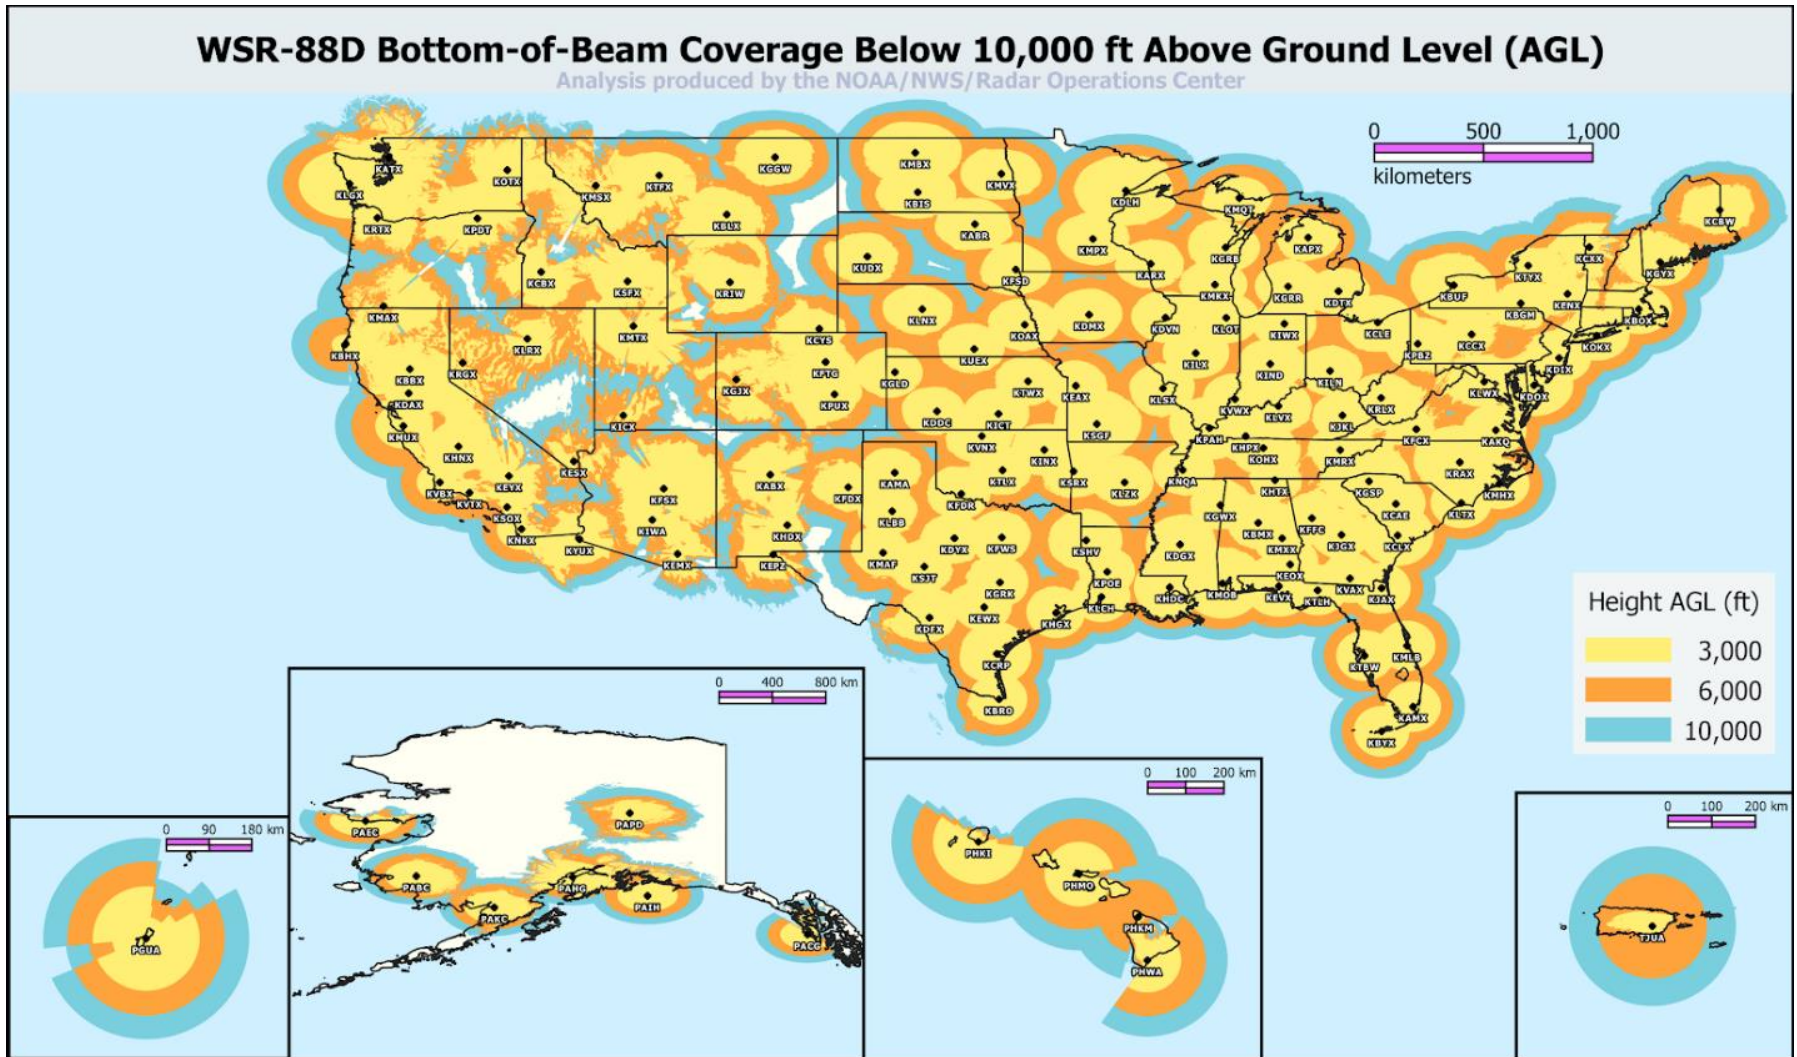 WSR-88D Bottom-of-Beam Coverage Below 10,000 ft Above Ground Level (AGL)
Analysis produced by the NOAA/NWS/Radar Operations Center
0 500 1,000
kilometers
KATX
KLGX
KOTX
KRTX
KPDT
KMSX
KTFX
KGGW
KBLX
KMBX
KBIS
KMVX
KABR
KUDX
KDLH
KMPX
KMQT
KAPX
KGRB
KARX
KFSD
KCBW
KCXX
KGYX
KTYX
KBUF
KENX
KBGM
KBOX
KOKX
KCBX
KSFX
KRIW
KMAX
KBHX
KLRX
KRGX
KMTX
KCYS
KLNX
KOAX
KUEX
KDMX
KDVN
KMKX
KLOT
KGRR
KDTX
KCLE
KIWX
KPBZ
KCCX
KDIX
KDOX
KLWX
KBBX
KDAX
KMUX
KHNX
KGJX
KFTG
KPUX
KGLD
KTWX
KEAX
KILX
KIND
KILN
KLSX
KICX
KDDC
KICT
KSGF
KVWX
KLVX
KJKL
KRLX
KPAH
KHPX
KOHX
KMRX
KFCX
KAKQ
KRAX
KMHX
KESX
KVBX
KVTX
KEYX
KSOX
KNKX
KYUX
KFSX
KIWA
KEMX
KABX
KHDX
KEPZ
KFDX
KAMA
KLBB
KVNX
KINX
KTLX
KFDR
KSRX
KLZK
KNQA
KHTX
KGSP
KCAE
KLTX
KGWX
KBMX
KMXX
KFFC
KJGX
KCLX
KDGX
KSHV
KPOE
KLCH
KMAF
KSJT
KDYX
KFWS
KGRK
KEWX
KDFX
KHGX
KCRP
KBRO
KHDC
KMOB
KEVX
KEOX
KTLH
KVAX
KJAX
KTBW
KMLB
KAMX
KBYX
Height AGL (ft)
3,000
6,000
10,000
0 90 180 km
PGUA
0 400 800 km
PAEC
PAPD
PABC
PAKC
PAHG
PAIH
PACG
0 100 200 km
PHKI
PHMO
PHKM
PHWA
0 100 200 km
TJUA